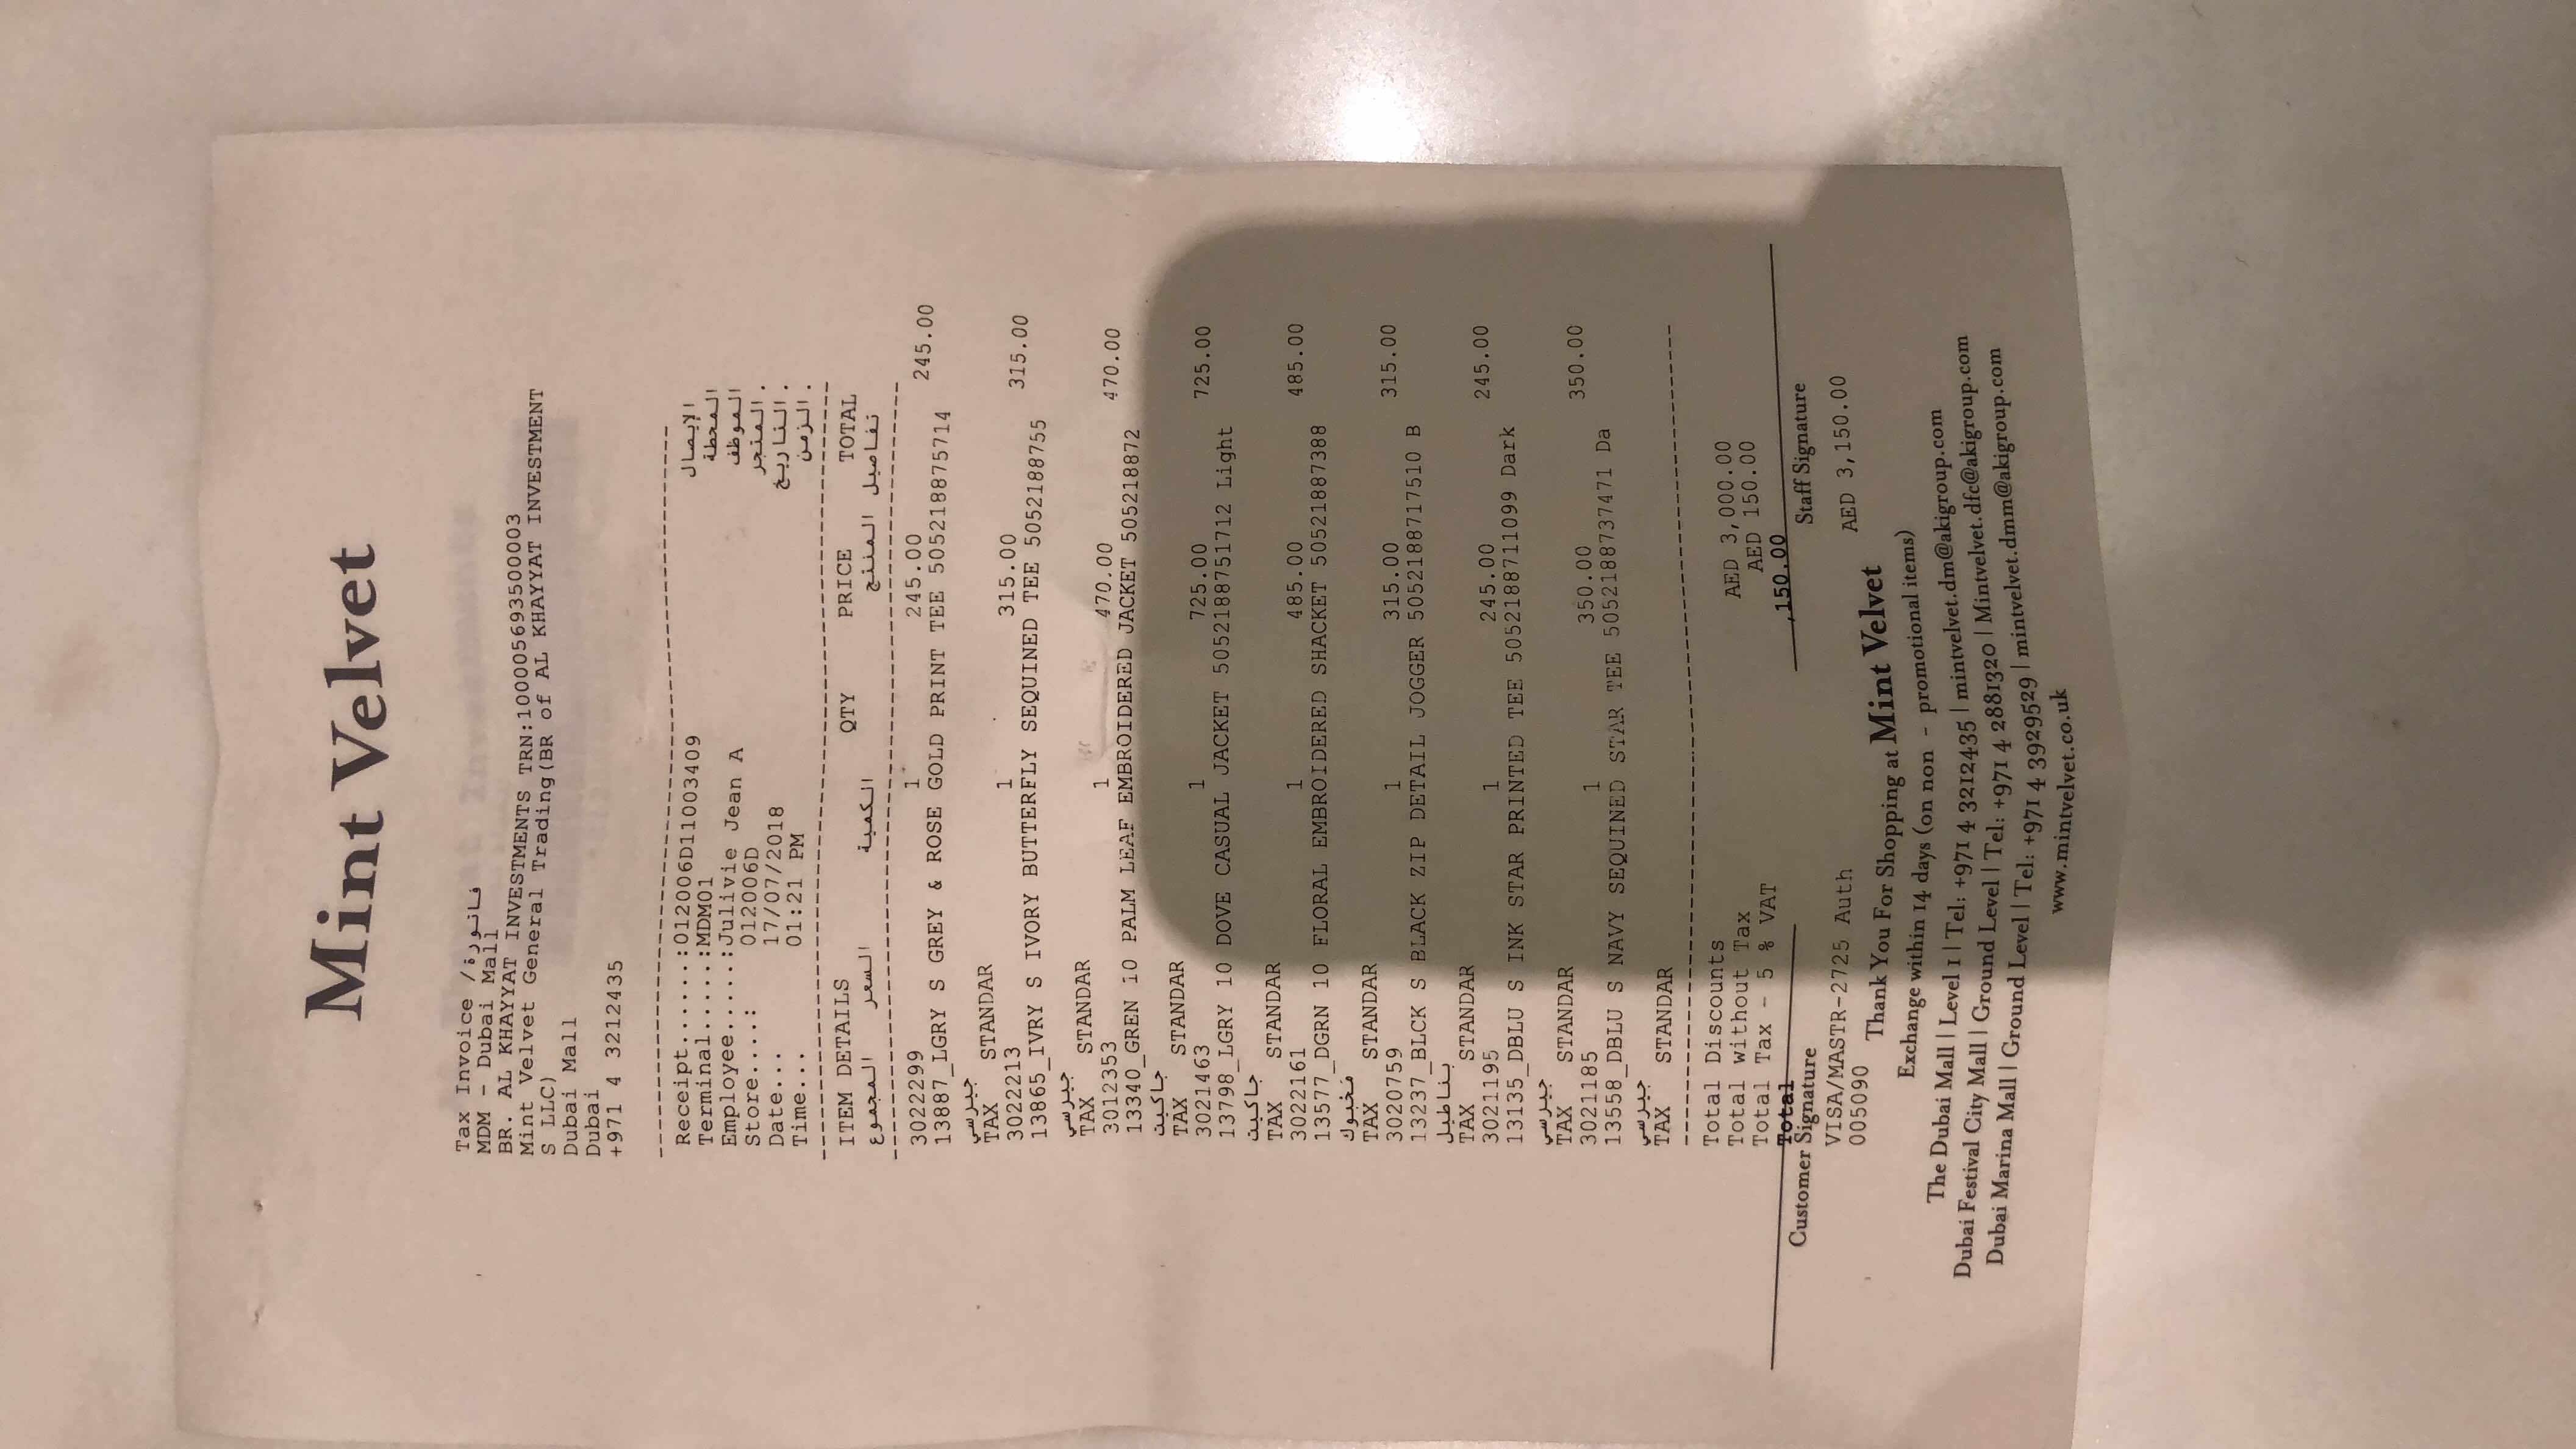 Mint Velvet
Tax Invoice /فاتورة
MDM - Dubai Mall
BR. AL KHAYYAT INVESTMENTS TRN:100005693500003
Mint Velvet General Trading(BR of AL KHAYYAT INVESTMENT
S LLC)
Dubai Mall
Dubai
+971 4 3212435
Receipt......:012006D11003409 الإيصال
Terminal.....:MDM01 المحطة
Employee.....:Julivie Jean A الموظف
Store....: 012006D المتجر.
Date... 17/07/2018 التاريخ.
Time... 01:21 PM الزمن.
ITEM DETAILS QTY PRICE TOTAL
المجموع السعر الكمية تفاصيل المنتج
3022299 1 245.00 245.00
13887_LGRY S GREY & ROSE GOLD PRINT TEE 505218875714
جيرسي
TAX STANDAR
3022213 1 315.00 315.00
13865_IVRY S IVORY BUTTERFLY SEQUINED TEE 5052188755
جيرسي
TAX STANDAR
3012353 1 470.00 470.00
13340_GREN 10 PALM LEAF EMBROIDERED JACKET 505218872
جاكيت
TAX STANDAR
3021463 1 725.00 725.00
13798_LGRY 10 DOVE CASUAL JACKET 5052188751712 Light
جاكيت
TAX STANDAR
3022161 1 485.00 485.00
13577_DGRN 10 FLORAL EMBROIDERED SHACKET 50521887388
مَخبوك
TAX STANDAR
3020759 1 315.00 315.00
13237_BLCK S BLACK ZIP DETAIL JOGGER 5052188717510 B
بناطيل
TAX STANDAR
3021195 1 245.00 245.00
13135_DBLU S INK STAR PRINTED TEE 5052188711099 Dark
جيرسي
TAX STANDAR
3021185 1 350.00 350.00
13558_DBLU S NAVY SEQUINED STAR TEE 5052188737471 Da
جيرسي
TAX STANDAR
Total Discounts
Total without Tax AED 3,000.00
Total Tax - 5 % VAT AED 150.00
Total ,150.00
Customer Signature Staff Signature
VISA/MASTR-2725 Auth AED 3,150.00
005090
Thank You For Shopping at Mint Velvet
Exchange within 14 days (on non - promotional items)
The Dubai Mall | Level 1 | Tel: +971 4 3212435 | mintvelvet.dm@akigroup.com
Dubai Festival City Mall | Ground Level | Tel: +971 4 2881320 | Mintvelvet.dfc@akigroup.com
Dubai Marina Mall | Ground Level | Tel: +971 4 3929529 | mintvelvet.dmm@akigroup.com
www.mintvelvet.co.uk